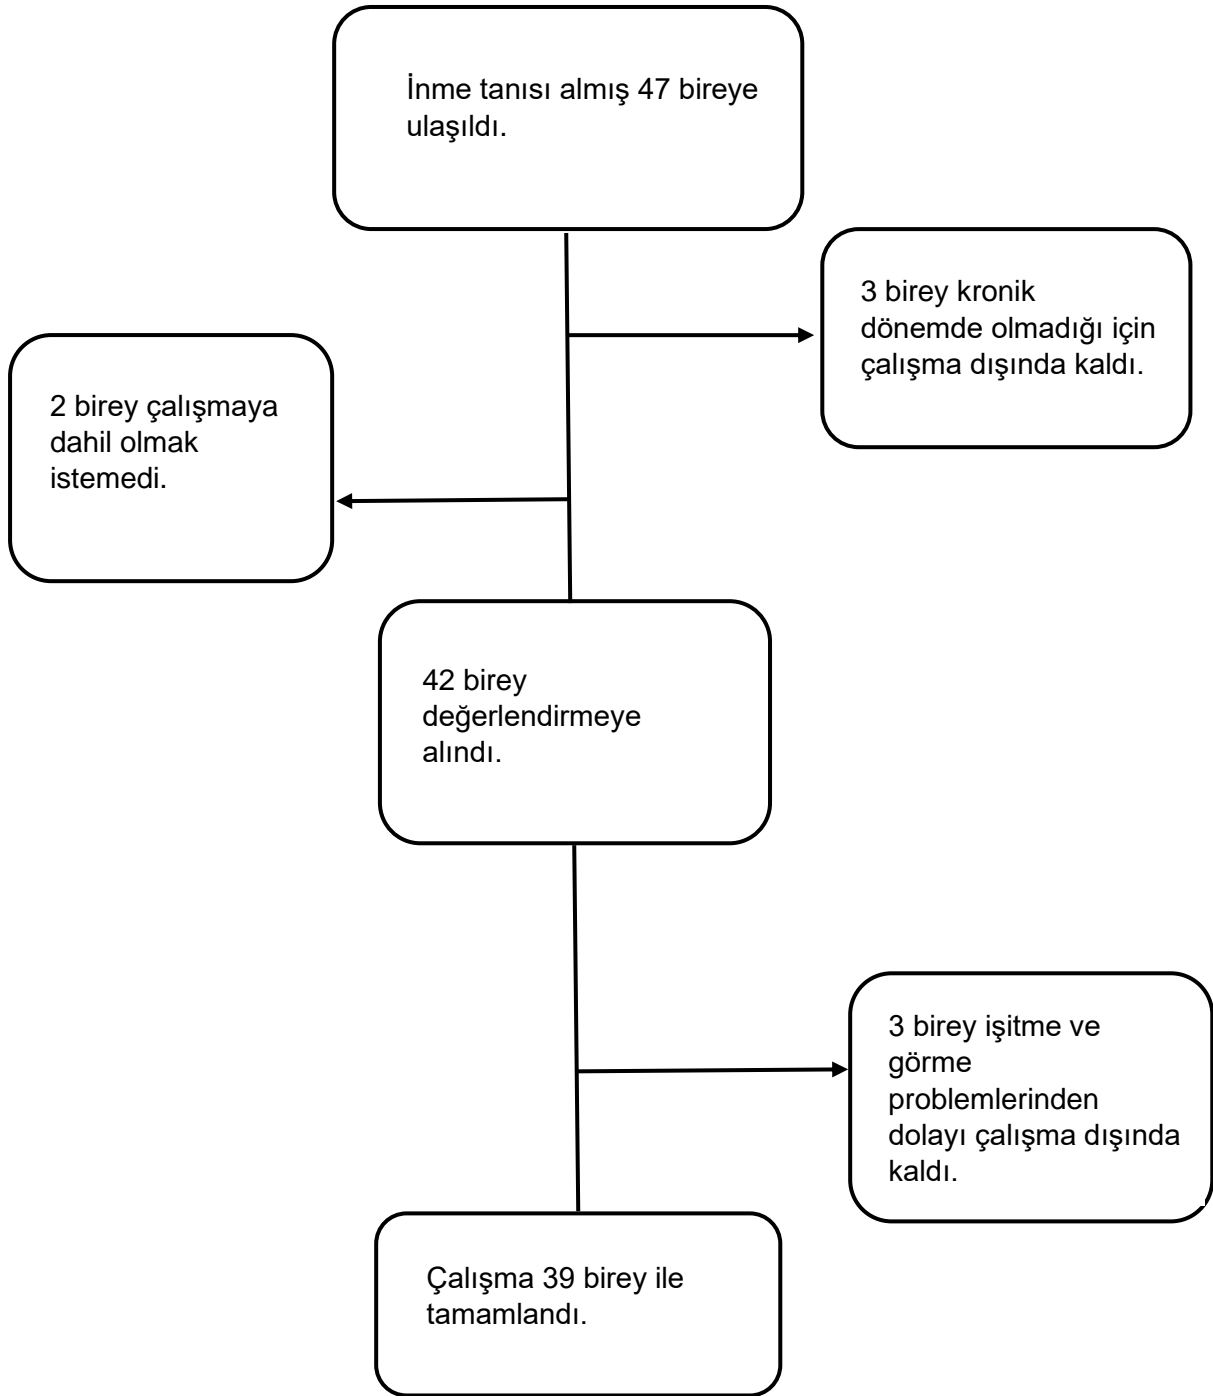 İnme tanısı almış 47 bireye
ulaşıldı.
3 birey kronik
dönemde olmadığı için
çalışma dışında kaldı.
2 birey çalışmaya
dahil olmak
istemedi.
42 birey
değerlendirmeye
alındı.
3 birey işitme ve
görme
problemlerinden
dolayı çalışma dışında
kaldı.
Çalışma 39 birey ile
tamamlandı.